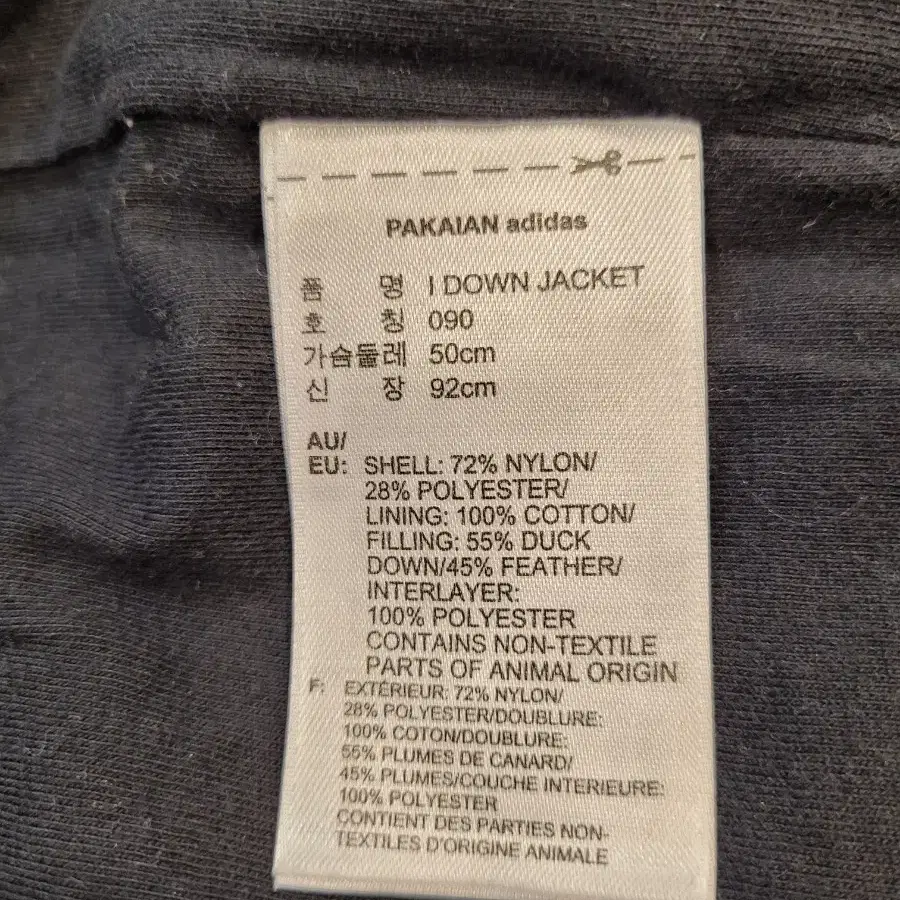 PAKAIAN adidas
품 명 I DOWN JACKET
호 칭 090
가슴둘레 50cm
신 장 92cm
AU/
EU: SHELL: 72% NYLON/
28% POLYESTER/
LINING: 100% COTTON/
FILLING: 55% DUCK
DOWN/45% FEATHER/
INTERLAYER:
100% POLYESTER
CONTAINS NON-TEXTILE
PARTS OF ANIMAL ORIGIN
F: EXTÉRIEUR: 72% NYLON/
28% POLYESTER/DOUBLURE:
100% COTON/DOUBLURE:
55% PLUMES DE CANARD/
45% PLUMES/COUCHE INTERIEURE:
100% POLYESTER
CONTIENT DES PARTIES NON-
TEXTILES D'ORIGINE ANIMALE